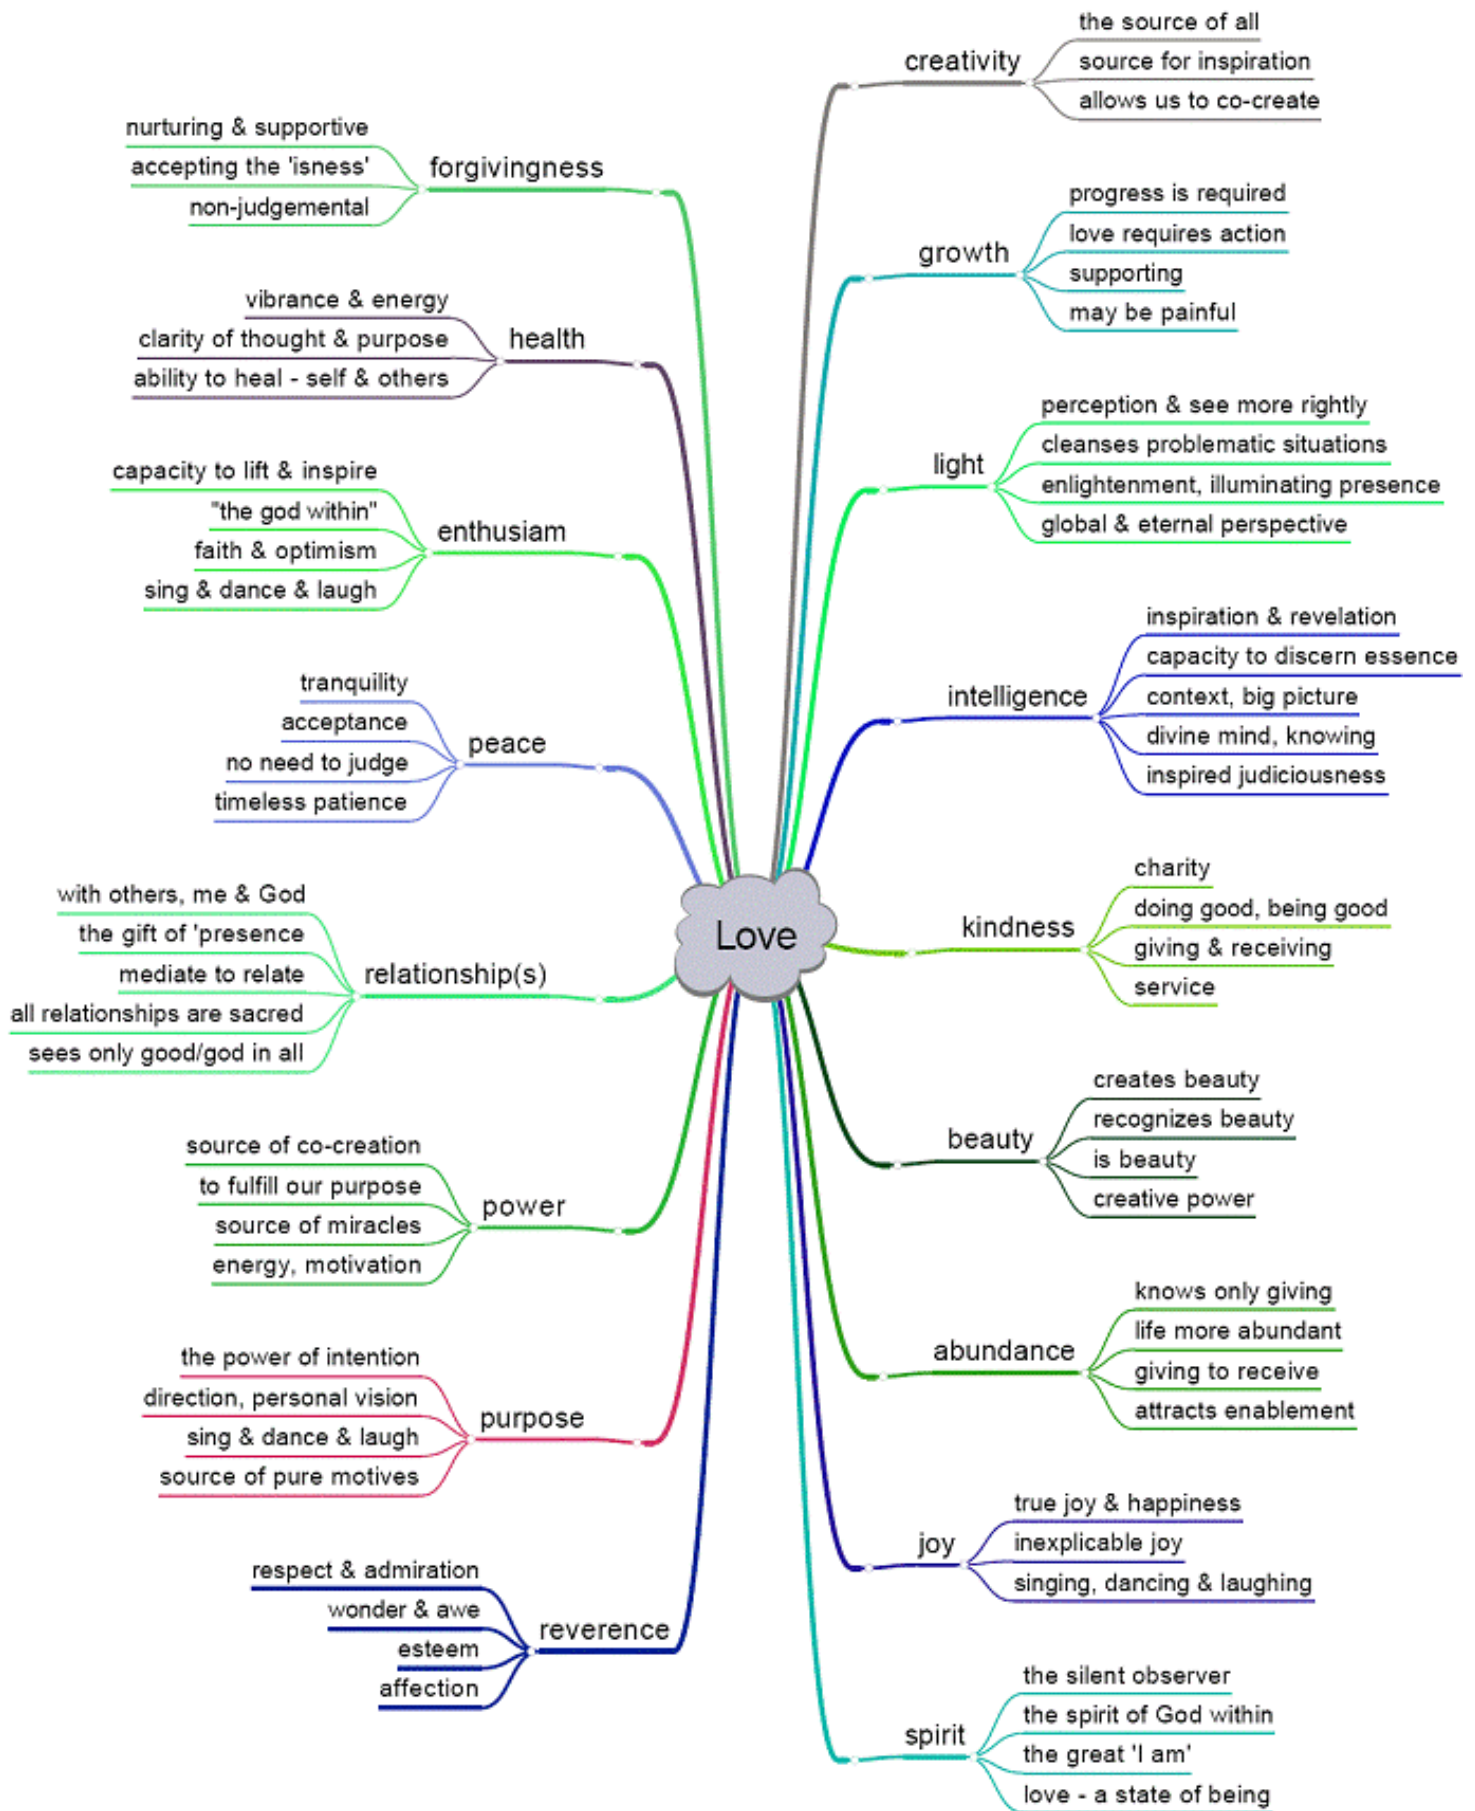 Love
creativity
the source of all
source for inspiration
allows us to co-create
growth
progress is required
love requires action
supporting
may be painful
light
perception & see more rightly
cleanses problematic situations
enlightenment, illuminating presence
global & eternal perspective
intelligence
inspiration & revelation
capacity to discern essence
context, big picture
divine mind, knowing
inspired judiciousness
kindness
charity
doing good, being good
giving & receiving
service
beauty
creates beauty
recognizes beauty
is beauty
creative power
abundance
knows only giving
life more abundant
giving to receive
attracts enablement
joy
true joy & happiness
inexplicable joy
singing, dancing & laughing
spirit
the silent observer
the spirit of God within
the great 'I am'
love - a state of being
forgivingness
nurturing & supportive
accepting the 'isness'
non-judgemental
health
vibrance & energy
clarity of thought & purpose
ability to heal - self & others
enthusiam
capacity to lift & inspire
"the god within"
faith & optimism
sing & dance & laugh
peace
tranquility
acceptance
no need to judge
timeless patience
relationship(s)
with others, me & God
the gift of 'presence
mediate to relate
all relationships are sacred
sees only good/god in all
power
source of co-creation
to fulfill our purpose
source of miracles
energy, motivation
purpose
the power of intention
direction, personal vision
sing & dance & laugh
source of pure motives
reverence
respect & admiration
wonder & awe
esteem
affection